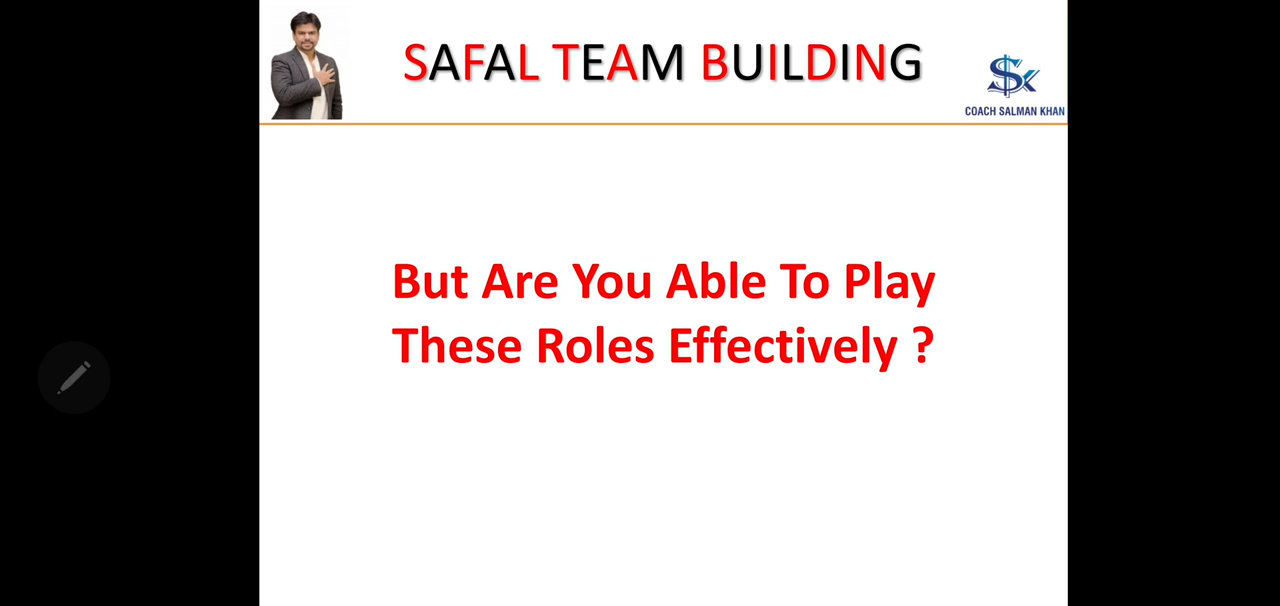 SAFAL TEAM BUILDING
COACH SALMAN KHAN
But Are You Able To Play
These Roles Effectively ?